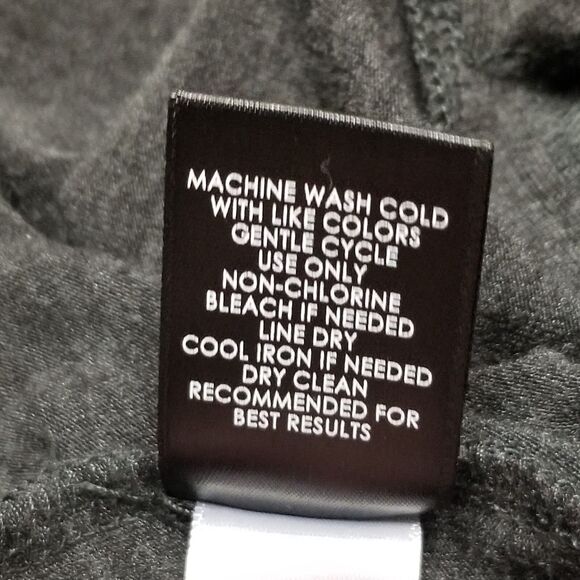 MACHINE WASH COLD
WITH LIKE COLORS
GENTLE CYCLE
USE ONLY
NON-CHLORINE
BLEACH IF NEEDED
LINE DRY
COOL IRON IF NEEDED
DRY CLEAN
RECOMMENDED FOR
BEST RESULTS